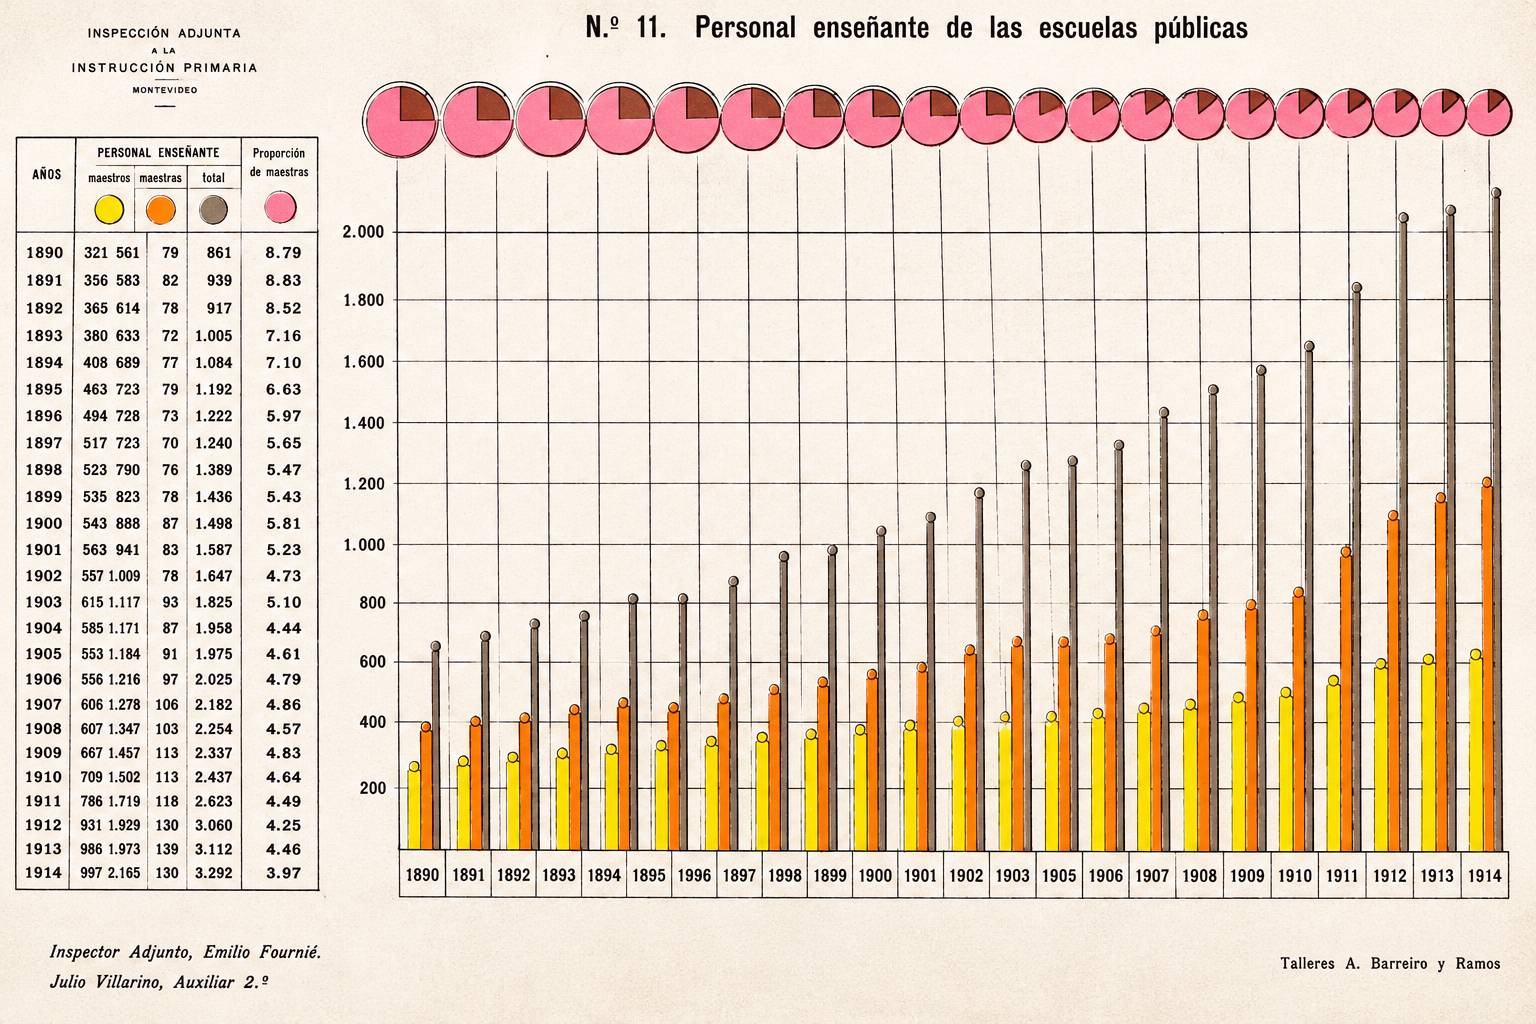 INSPECCIÓN ADJUNTA
A LA
INSTRUCCIÓN PRIMARIA
MONTEVIDEO
N.º 11. Personal enseñante de las escuelas públicas
AÑOS PERSONAL ENSEÑANTE Proporción de maestras
maestros maestras total
1890 321 561 79 861 8.79
1891 356 583 82 939 8.83
1892 365 614 78 917 8.52
1893 380 633 72 1.005 7.16
1894 408 689 77 1.084 7.10
1895 463 723 79 1.192 6.63
1896 494 728 73 1.222 5.97
1897 517 723 70 1.240 5.65
1898 523 790 76 1.389 5.47
1899 535 823 78 1.436 5.43
1900 543 888 87 1.498 5.81
1901 563 941 83 1.587 5.23
1902 557 1.009 78 1.647 4.73
1903 615 1.117 93 1.825 5.10
1904 585 1.171 87 1.958 4.44
1905 553 1.184 91 1.975 4.61
1906 556 1.216 97 2.025 4.79
1907 606 1.278 106 2.182 4.86
1908 607 1.347 103 2.254 4.57
1909 667 1.457 113 2.337 4.83
1910 709 1.502 113 2.437 4.64
1911 786 1.719 118 2.623 4.49
1912 931 1.929 130 3.060 4.25
1913 986 1.973 139 3.112 4.46
1914 997 2.165 130 3.292 3.97
2.000
1.800
1.600
1.400
1.200
1.000
800
600
400
200
1890 1891 1892 1893 1894 1895 1996 1897 1998 1899 1900 1901 1902 1903 1905 1906 1907 1908 1909 1910 1911 1912 1913 1914
Inspector Adjunto, Emilio Fournié.
Julio Villarino, Auxiliar 2.º
Talleres A. Barreiro y Ramos